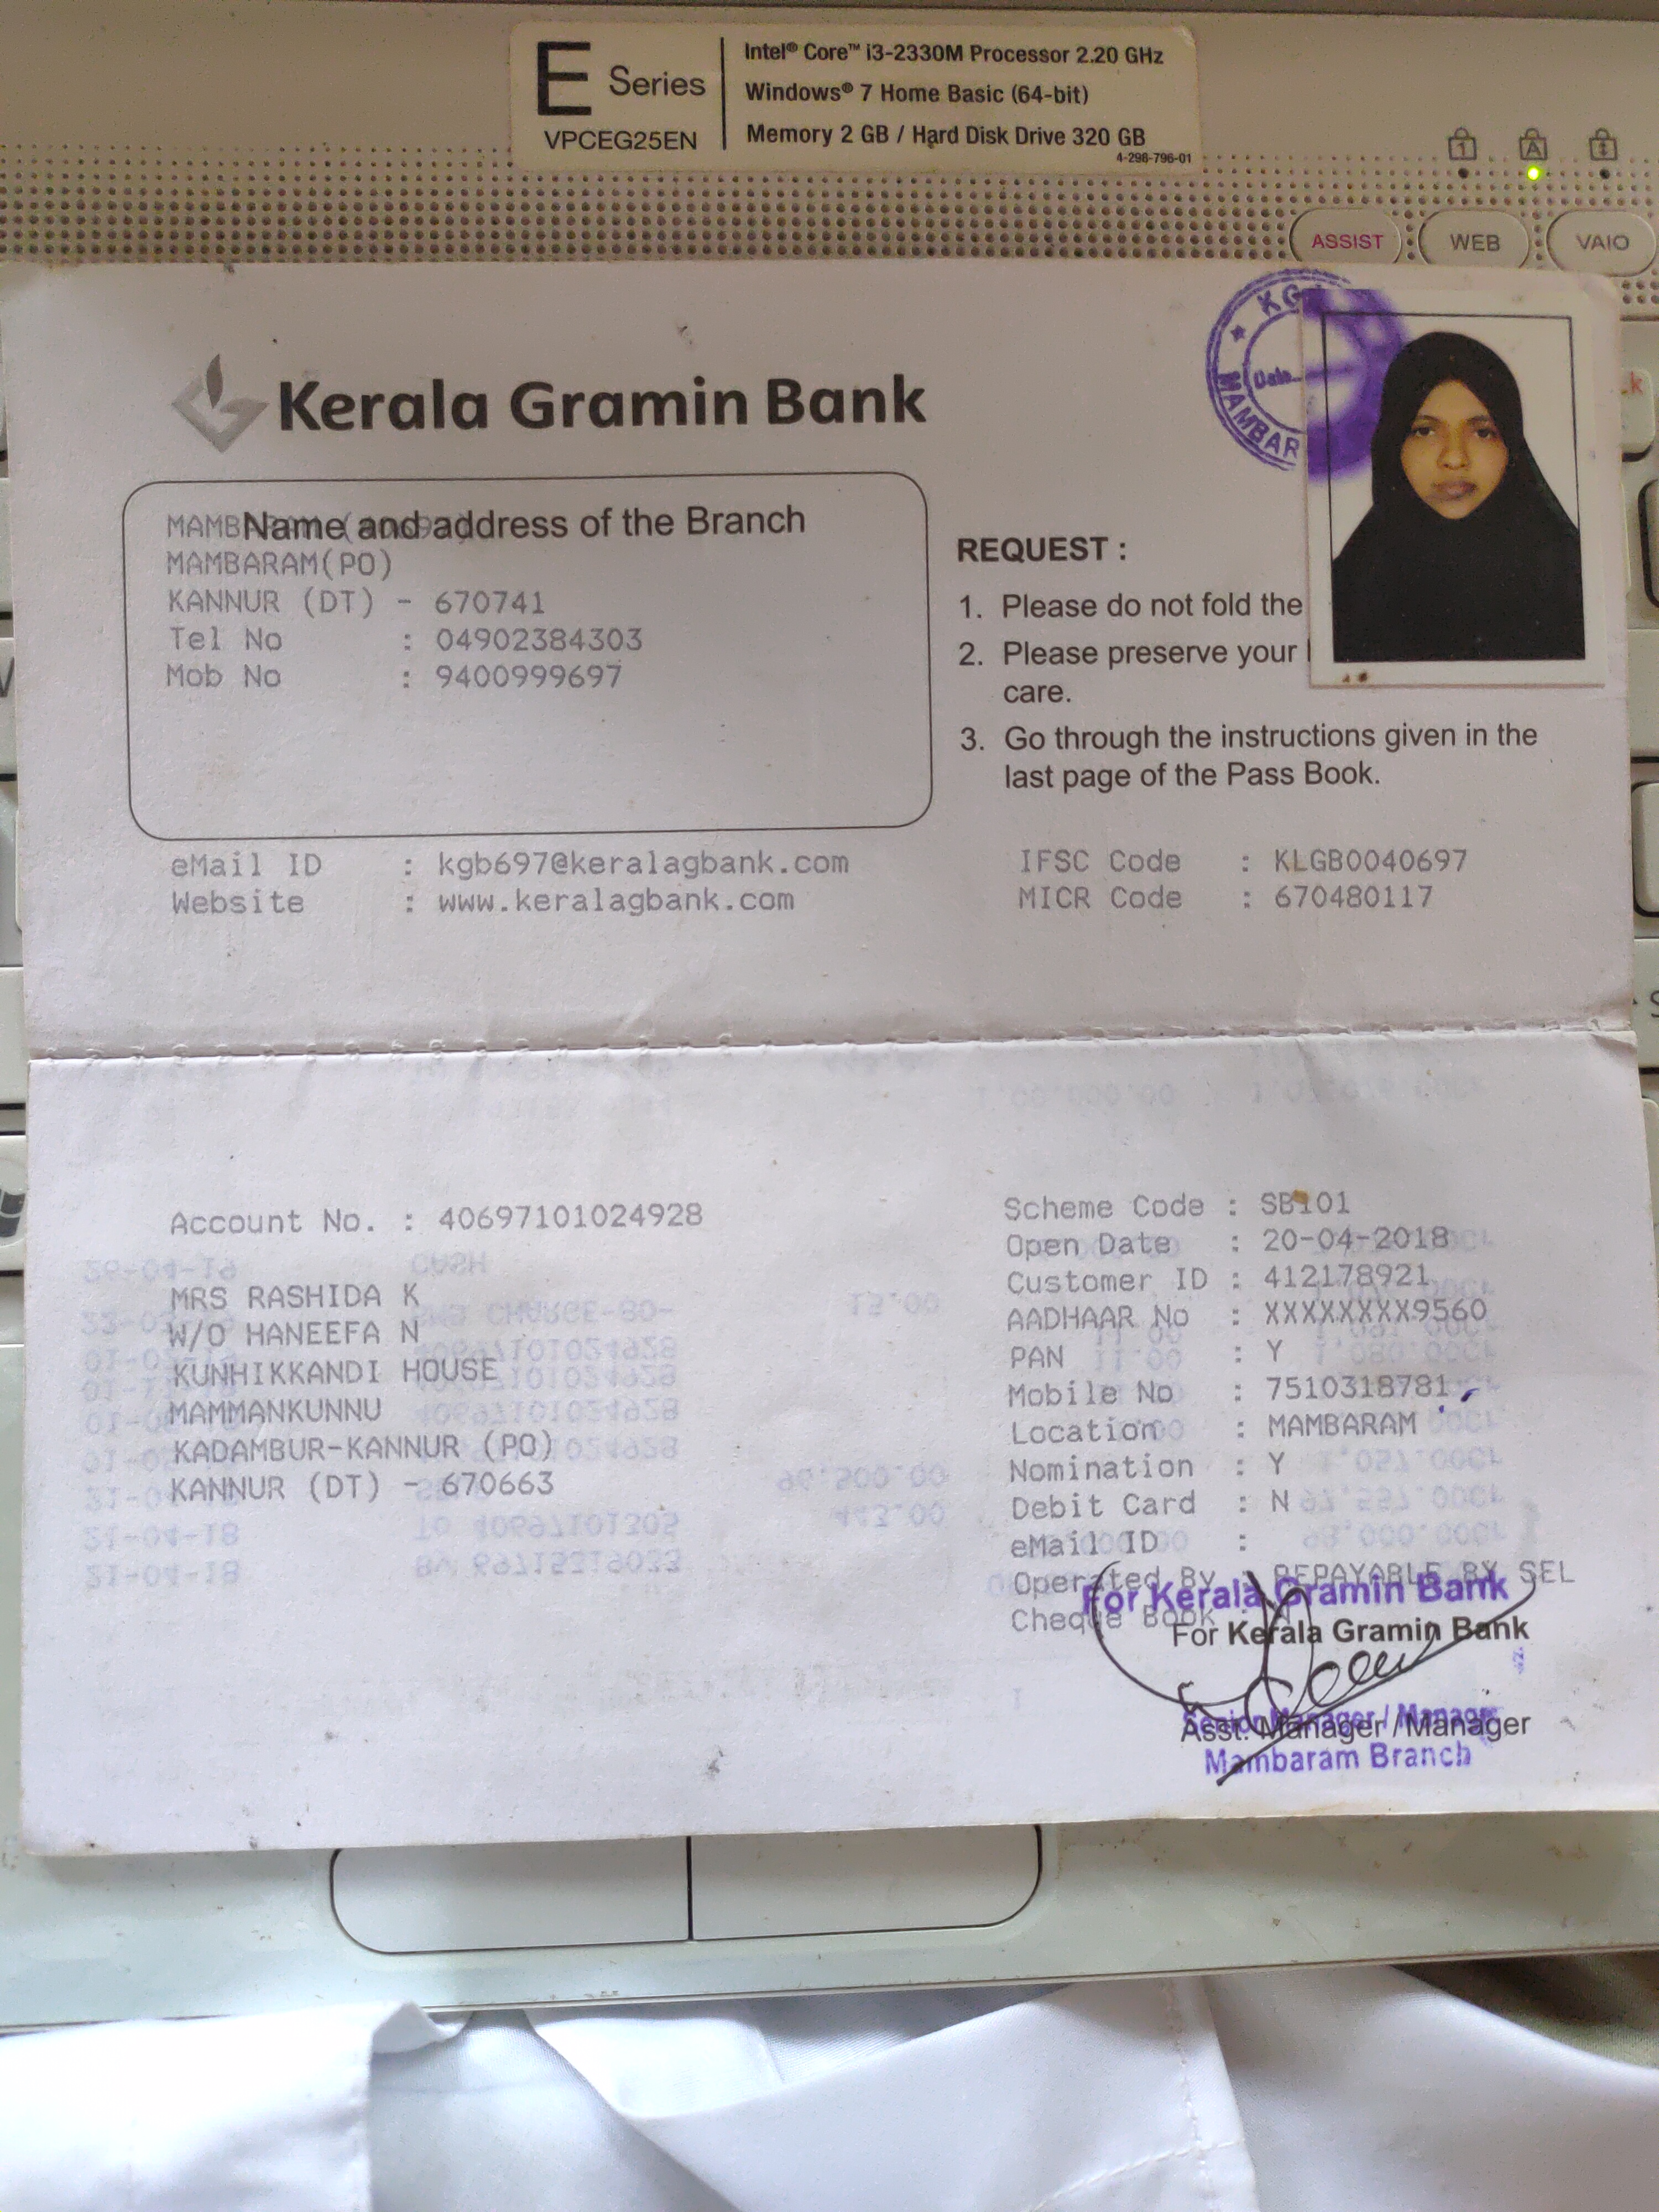 E Series
VPCEG25EN
Intel® Core™ i3-2330M Processor 2.20 GHz
Windows® 7 Home Basic (64-bit)
Memory 2 GB / Hard Disk Drive 320 GB
4-296-796-01
1 A
ASSIST WEB VAIO
KG
Date
MAMBAR
Kerala Gramin Bank
Name and address of the Branch
MAMBARAM(PO)
KANNUR (DT) - 670741
Tel No : 04902384303
Mob No : 9400999697
REQUEST :
1. Please do not fold the
2. Please preserve your
care.
3. Go through the instructions given in the
last page of the Pass Book.
eMail ID : kgb697@keralagbank.com
Website : www.keralagbank.com
IFSC Code : KLGB0040697
MICR Code : 670480117
Account No. : 40697101024928
MRS RASHIDA K
W/O HANEEFA N
KUNHIKKANDI HOUSE
MAMMANKUNNU
KADAMBUR-KANNUR (PO)
KANNUR (DT) - 670663
Scheme Code : SB101
Open Date : 20-04-2018
Customer ID : 412178921
AADHAAR No : XXXXXXXX9560
PAN : Y
Mobile No : 7510318781
Location : MAMBARAM
Nomination : Y
Debit Card : N
eMail ID :
Operated By : REPAYABLE BY SEL
For Kerala Gramin Bank
Cheque Book :
For Kerala Gramin Bank
Senior Manager / Manager
Asst. Manager / Manager
Mambaram Branch